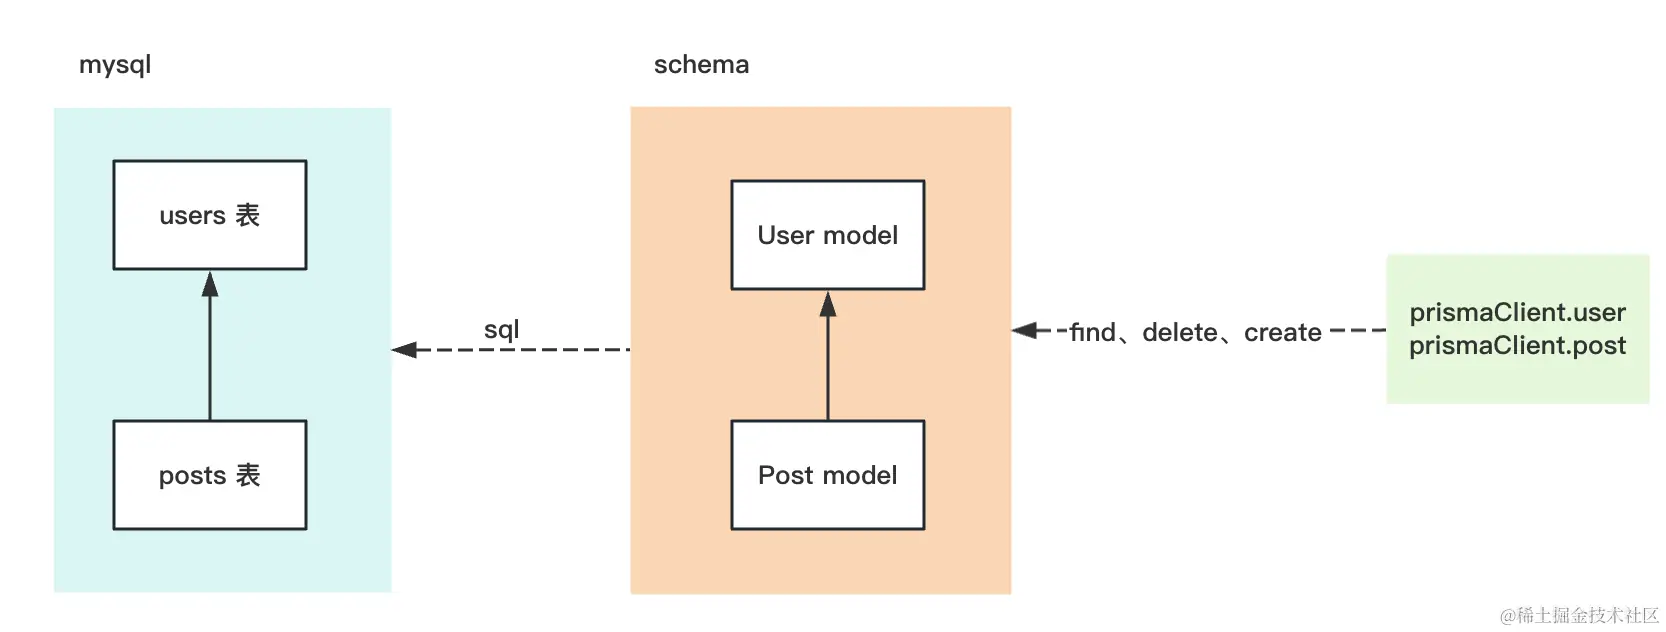 mysql
users 表
posts 表
sql
schema
User model
Post model
find、delete、create
prismaClient.user
prismaClient.post
@稀土掘金技术社区